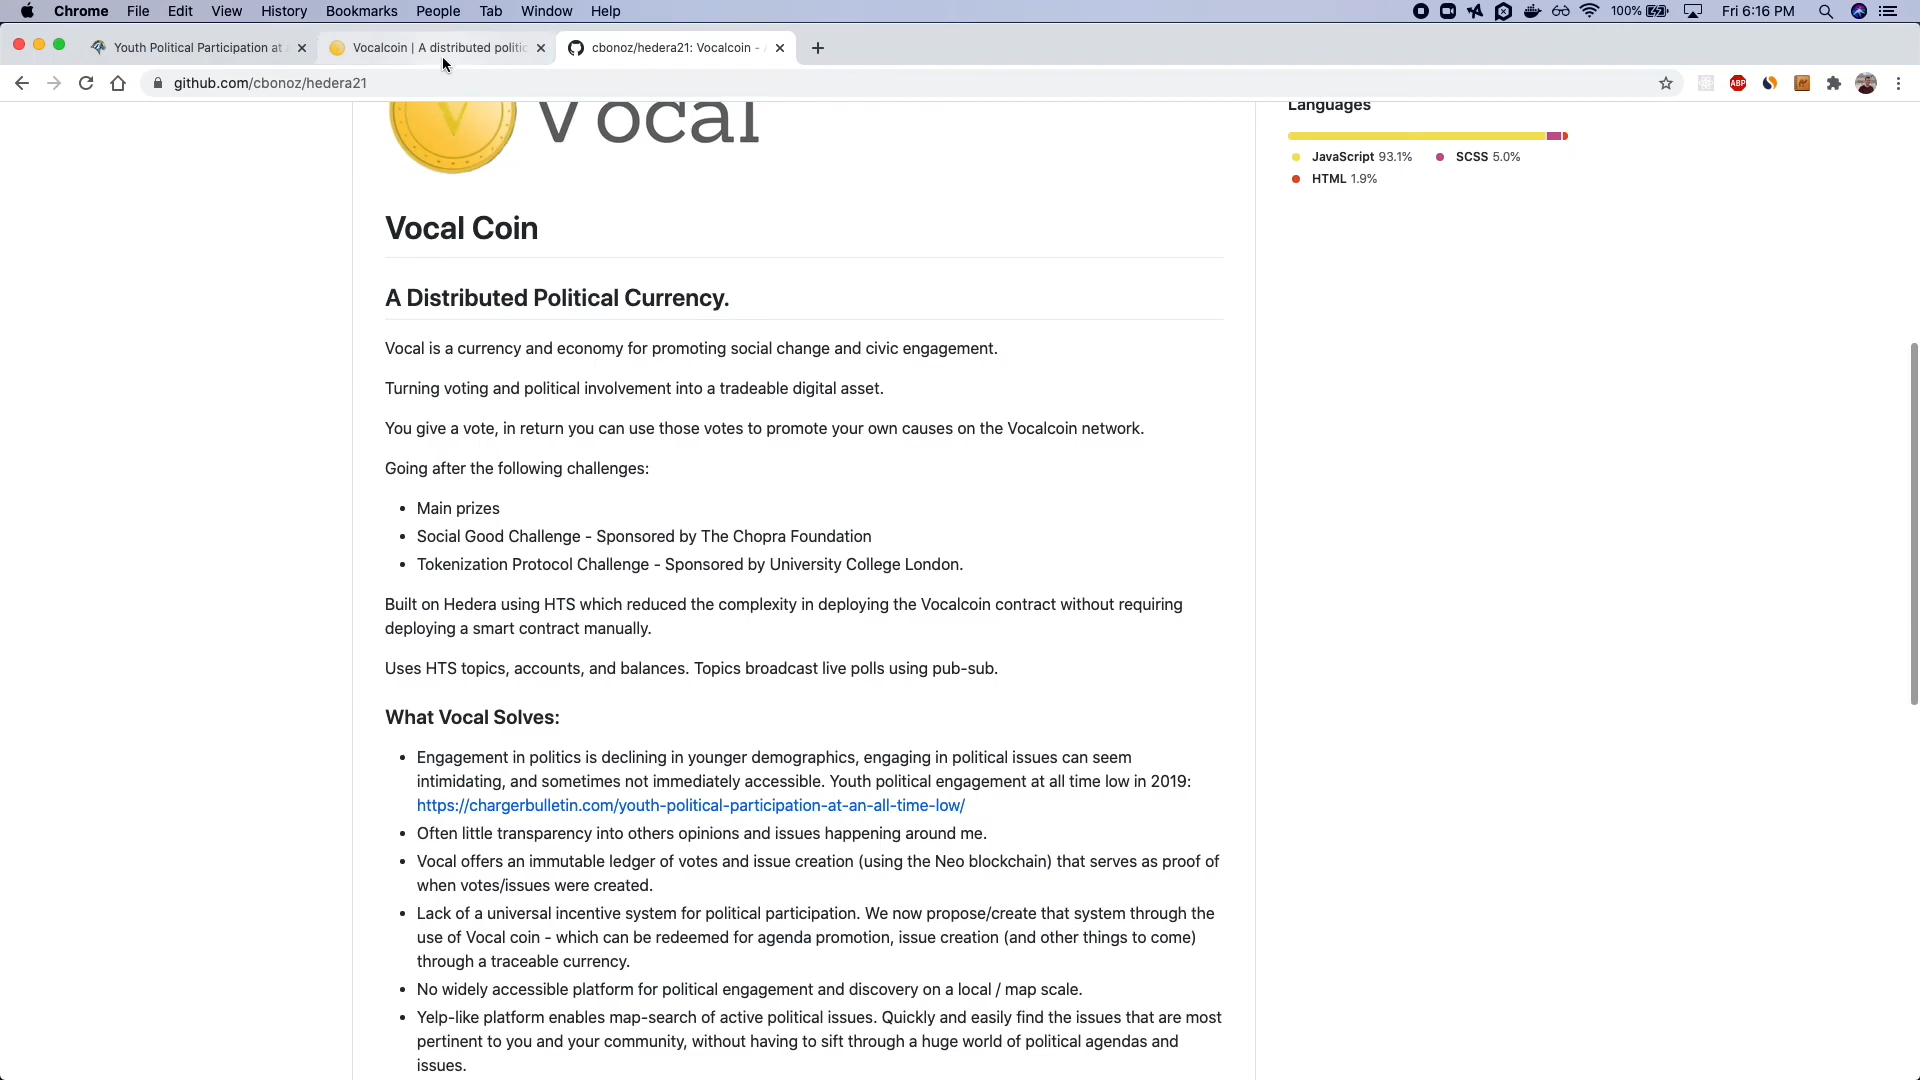 Chrome File Edit View History Bookmarks People Tab Window Help 100% Fri 6:16 PM
Youth Political Participation at
Vocalcoin | A distributed politic
cbonoz/hedera21: Vocalcoin -
github.com/cbonoz/hedera21
ABP
Vocal
Languages
JavaScript 93.1% SCSS 5.0%
HTML 1.9%
Vocal Coin
A Distributed Political Currency.
Vocal is a currency and economy for promoting social change and civic engagement.
Turning voting and political involvement into a tradeable digital asset.
You give a vote, in return you can use those votes to promote your own causes on the Vocalcoin network.
Going after the following challenges:
• Main prizes
• Social Good Challenge - Sponsored by The Chopra Foundation
• Tokenization Protocol Challenge - Sponsored by University College London.
Built on Hedera using HTS which reduced the complexity in deploying the Vocalcoin contract without requiring
deploying a smart contract manually.
Uses HTS topics, accounts, and balances. Topics broadcast live polls using pub-sub.
What Vocal Solves:
• Engagement in politics is declining in younger demographics, engaging in political issues can seem
intimidating, and sometimes not immediately accessible. Youth political engagement at all time low in 2019:
https://chargerbulletin.com/youth-political-participation-at-an-all-time-low/
• Often little transparency into others opinions and issues happening around me.
• Vocal offers an immutable ledger of votes and issue creation (using the Neo blockchain) that serves as proof of
when votes/issues were created.
• Lack of a universal incentive system for political participation. We now propose/create that system through the
use of Vocal coin - which can be redeemed for agenda promotion, issue creation (and other things to come)
through a traceable currency.
• No widely accessible platform for political engagement and discovery on a local / map scale.
• Yelp-like platform enables map-search of active political issues. Quickly and easily find the issues that are most
pertinent to you and your community, without having to sift through a huge world of political agendas and
issues.